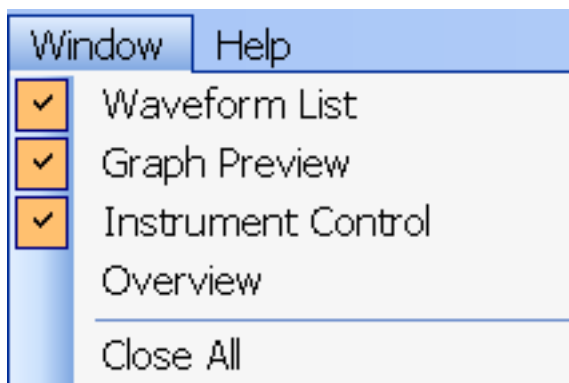 Window Help
Waveform List
Graph Preview
Instrument Control
Overview
Close All